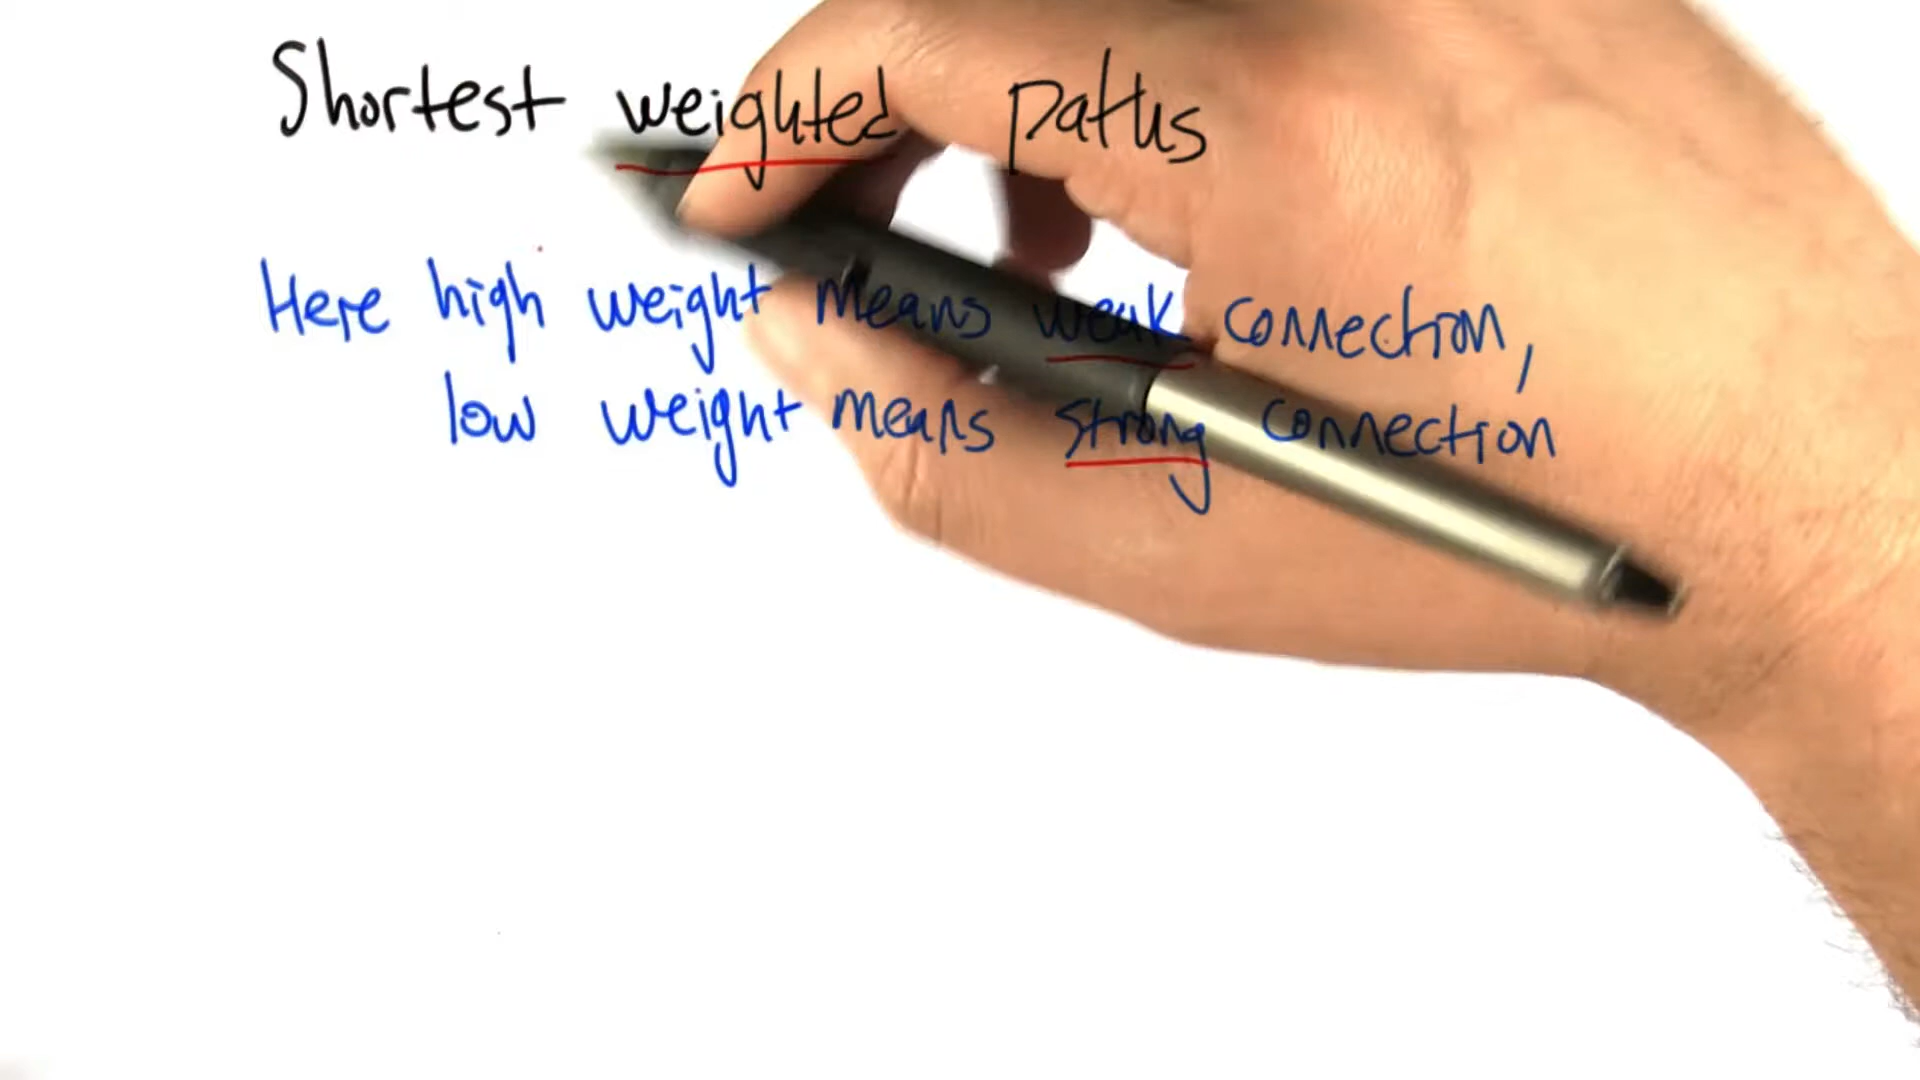 Shortest weighted paths
Here high weight means weak connection,
low weight means strong connection